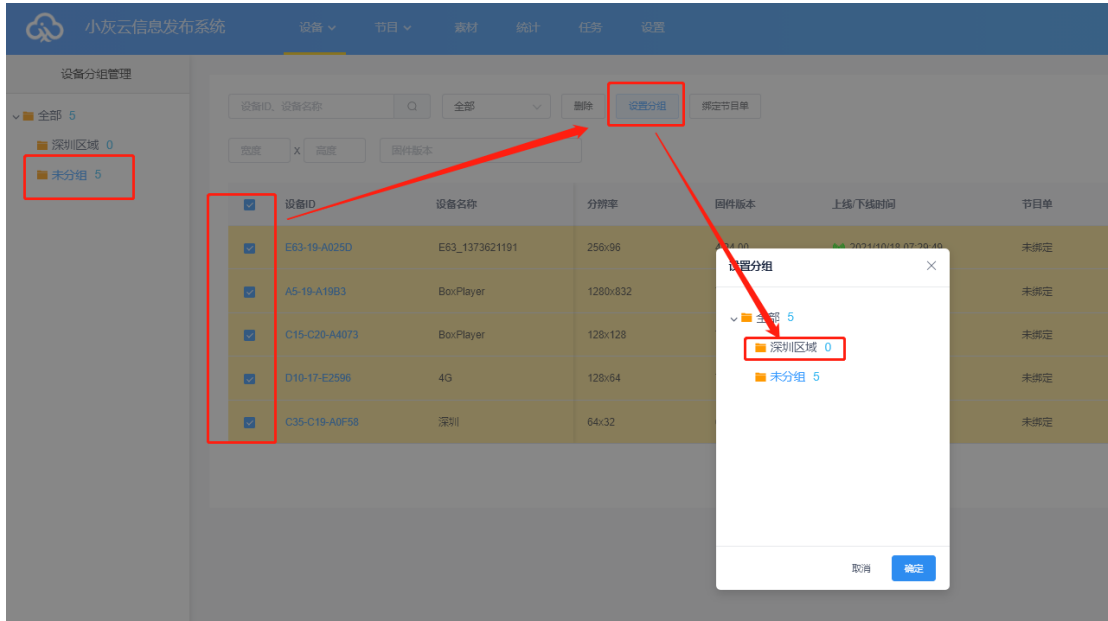 小灰云信息发布系统 设备 节目 素材 统计 任务 设置
设备分组管理
全部 5
深圳区域 0
未分组 5
设备ID、设备名称 全部 删除 设置分组 绑定节目单
宽度 X 高度 固件版本
设备ID 设备名称 分辨率 固件版本 上线/下线时间 节目单
E63-19-A025D E63_1373621191 256x96 2021/10/18 07:29:49 未绑定
A5-19-A19B3 BoxPlayer 1280x832 未绑定
C15-C20-A4073 BoxPlayer 128x128 未绑定
D10-17-E2596 4G 128x64 未绑定
C35-C19-A0F58 深圳 64x32 未绑定
设置分组
全部 5
深圳区域 0
未分组 5
取消 确定